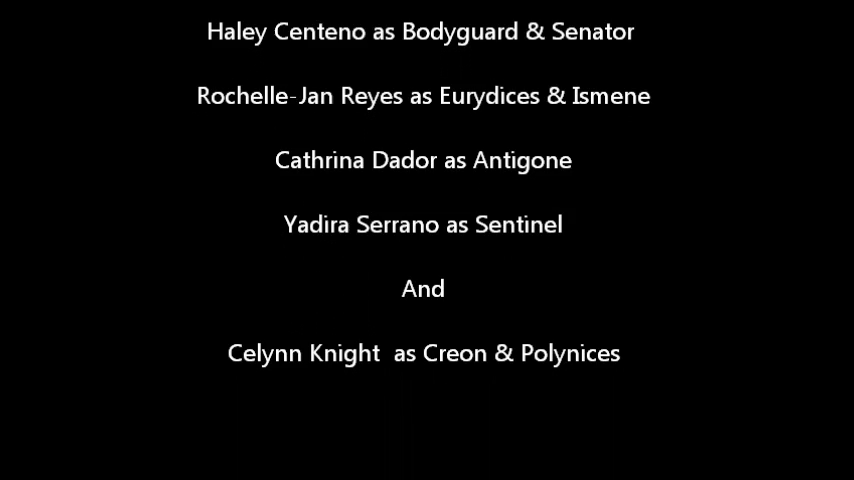 Haley Centeno as Bodyguard & Senator
Rochelle-Jan Reyes as Eurydices & Ismene
Cathrina Dador as Antigone
Yadira Serrano as Sentinel
And
Celynn Knight  as Creon & Polynices